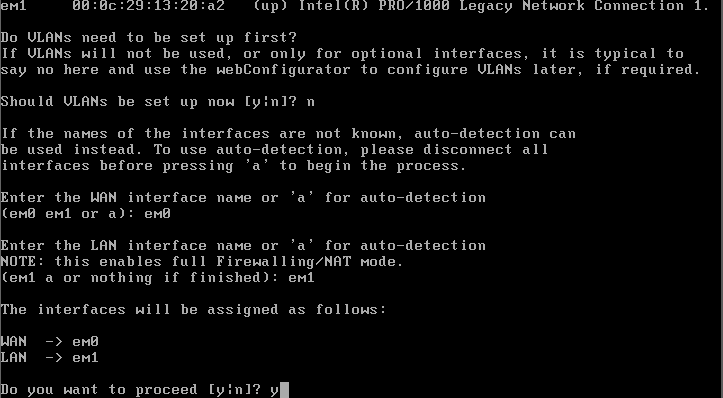 em1     00:0c:29:13:20:a2   (up) Intel(R) PRO/1000 Legacy Network Connection 1.
Do VLANs need to be set up first?
If VLANs will not be used, or only for optional interfaces, it is typical to
say no here and use the webConfigurator to configure VLANs later, if required.
Should VLANs be set up now [y¦n]? n
If the names of the interfaces are not known, auto-detection can
be used instead. To use auto-detection, please disconnect all
interfaces before pressing 'a' to begin the process.
Enter the WAN interface name or 'a' for auto-detection
(em0 em1 or a): em0
Enter the LAN interface name or 'a' for auto-detection
NOTE: this enables full Firewalling/NAT mode.
(em1 a or nothing if finished): em1
The interfaces will be assigned as follows:
WAN  -> em0
LAN  -> em1
Do you want to proceed [y¦n]? y